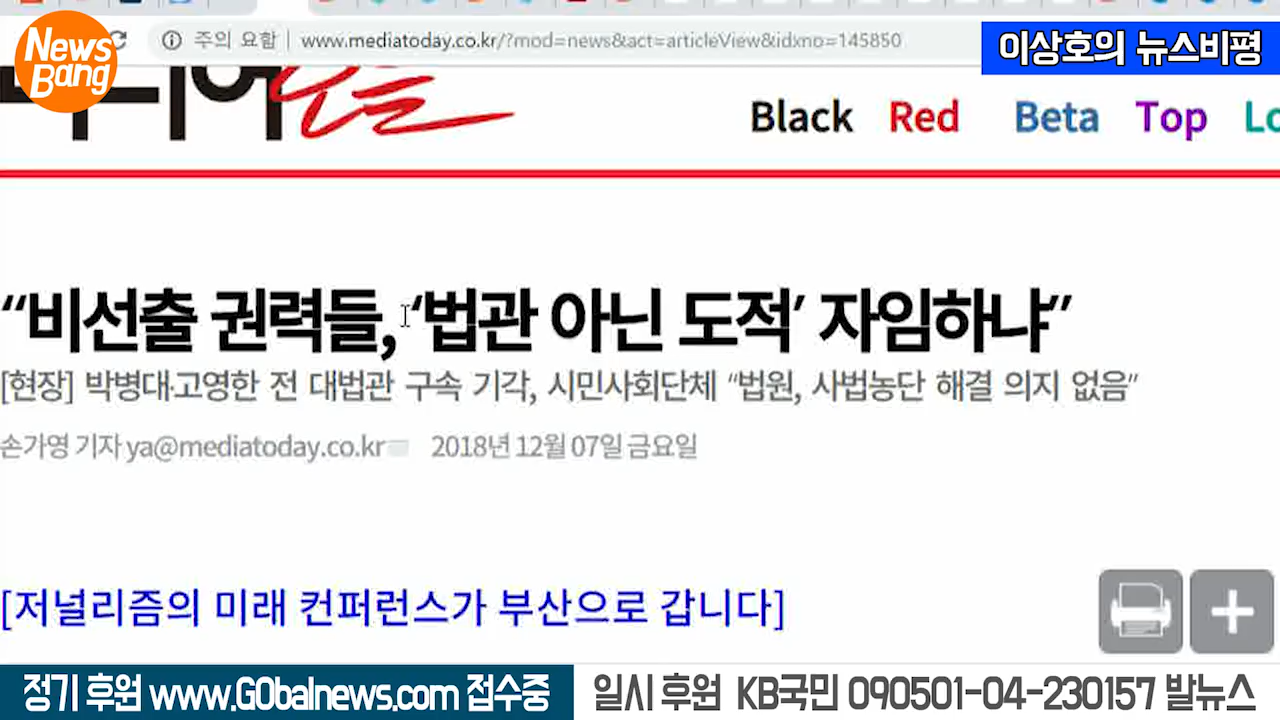 News
Bang
주의 요함 | www.mediatoday.co.kr/?mod=news&act=articleView&idxno=145850
이상호의 뉴스비평
Black Red Beta Top
“비선출 권력들, ‘법관 아닌 도적’ 자임하냐”
[현장] 박병대·고영한 전 대법관 구속 기각, 시민사회단체 “법원, 사법농단 해결 의지 없음”
손가영 기자 ya@mediatoday.co.kr 2018년 12월 07일 금요일
[저널리즘의 미래 컨퍼런스가 부산으로 갑니다]
정기 후원 www.GObalnews.com 접수중
일시 후원 KB국민 090501-04-230157 발뉴스